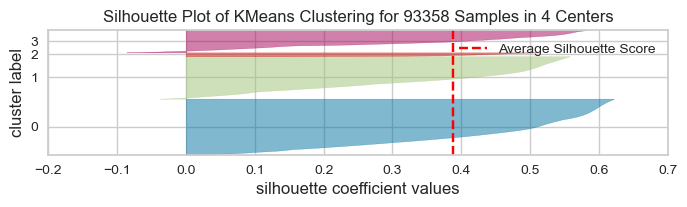 Silhouette Plot of KMeans Clustering for 93358 Samples in 4 Centers
3
2
1
0
cluster label
Average Silhouette Score
-0.2 -0.1 0.0 0.1 0.2 0.3 0.4 0.5 0.6 0.7
silhouette coefficient values